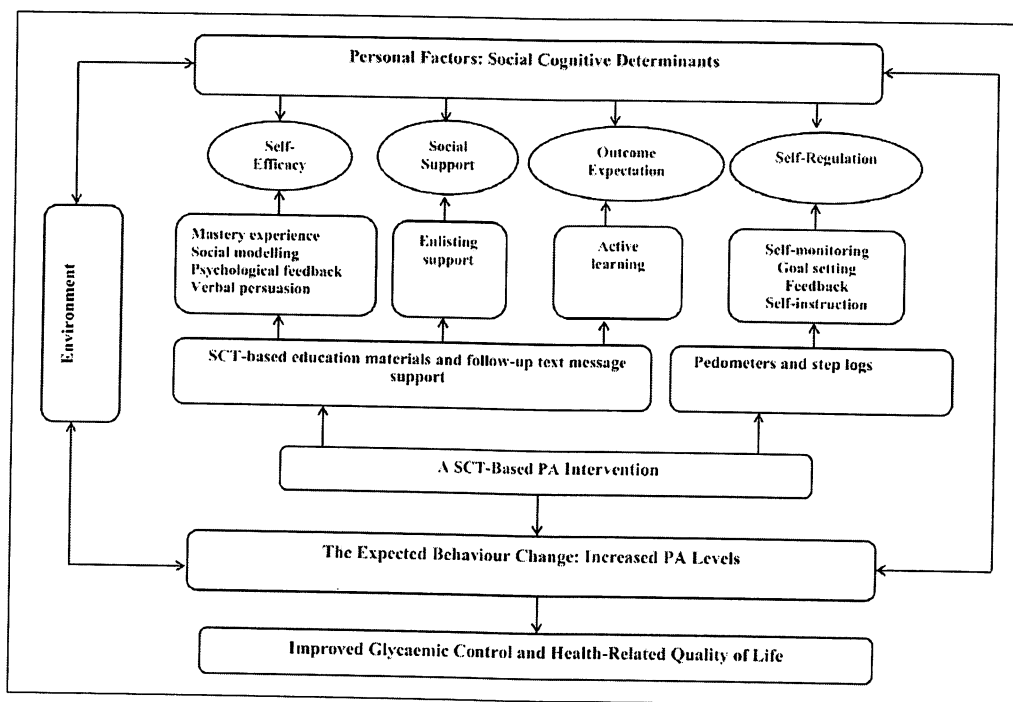 Personal Factors: Social Cognitive Determinants
Self-
Efficacy
Social
Support
Outcome
Expectation
Self-Regulation
Mastery experience
Social modelling
Psychological feedback
Verbal persuasion
Enlisting
support
Active
learning
Self-monitoring
Goal setting
Feedback
Self-instruction
Environment
SCT-based education materials and follow-up text message
support
Pedometers and step logs
A SCT-Based PA Intervention
The Expected Behaviour Change: Increased PA Levels
Improved Glycaemic Control and Health-Related Quality of Life